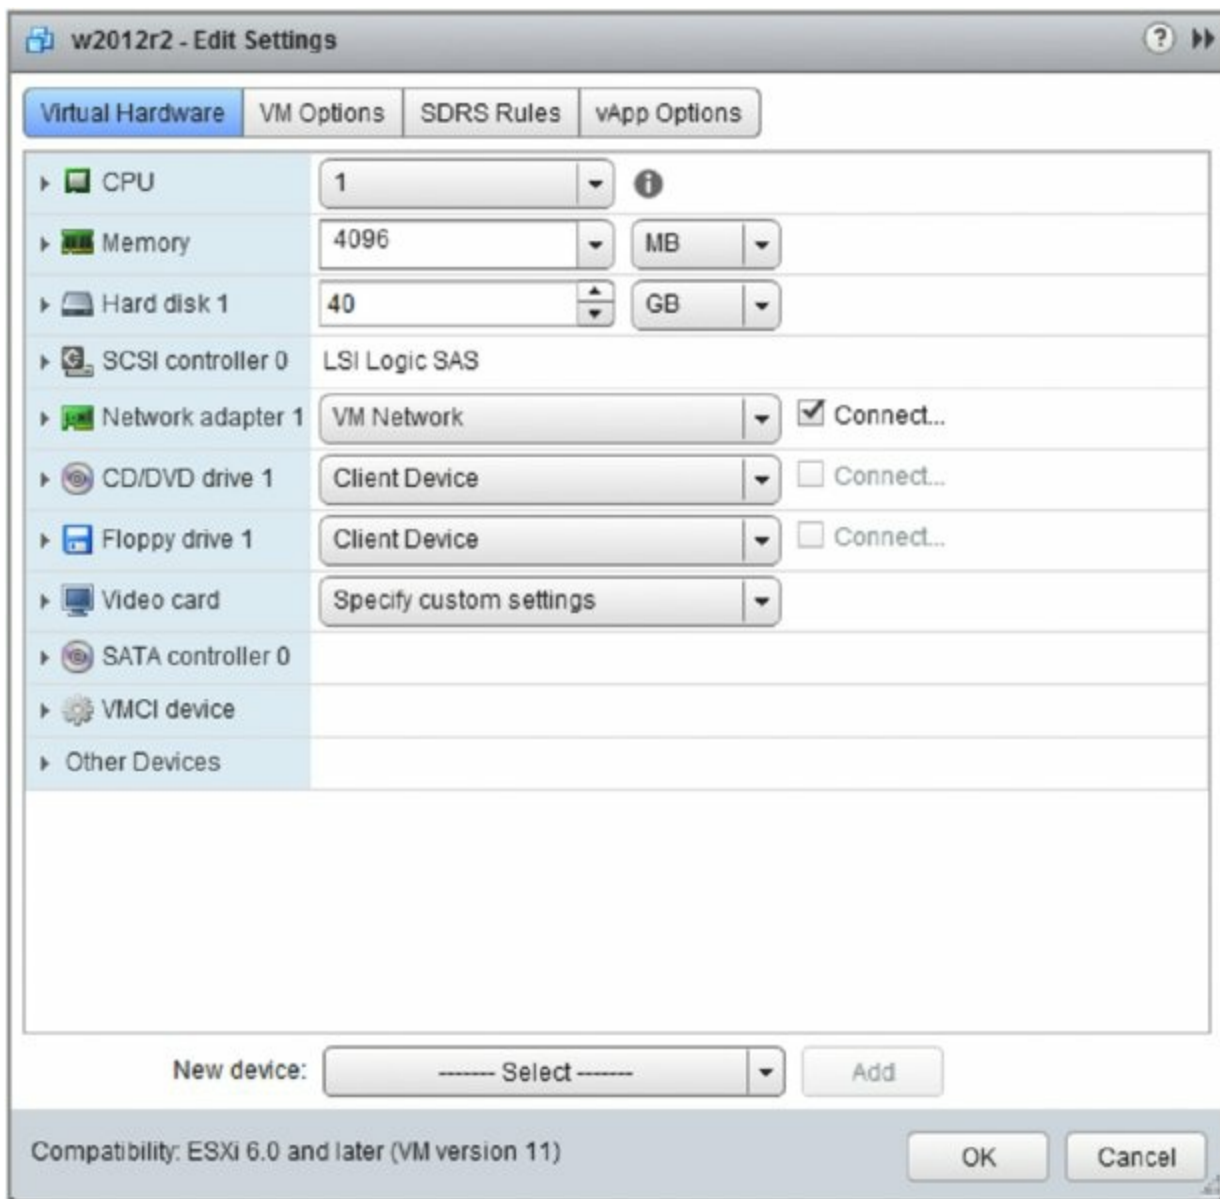 w2012r2 - Edit Settings ?
Virtual Hardware VM Options SDRS Rules vApp Options
CPU 1
Memory 4096 MB
Hard disk 1 40 GB
SCSI controller 0 LSI Logic SAS
Network adapter 1 VM Network Connect...
CD/DVD drive 1 Client Device Connect...
Floppy drive 1 Client Device Connect...
Video card Specify custom settings
SATA controller 0
VMCI device
Other Devices
New device: ------- Select ------- Add
Compatibility: ESXi 6.0 and later (VM version 11) OK Cancel